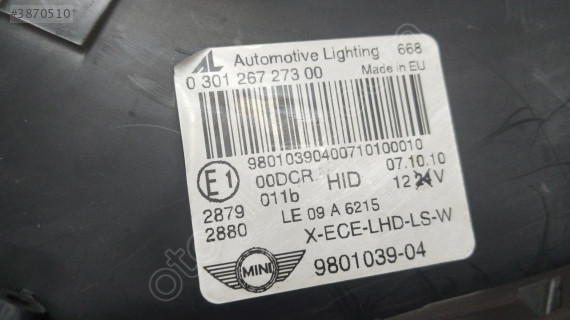 #3870510
AL Automotive Lighting 668
0 301 267 273 00 Made in EU
98010390400710100010
E1 00DCR HID 07.10.10
011b 12 24 V
2879 LE 09 A 6215
2880 X-ECE-LHD-LS-W
MINI 9801039-04